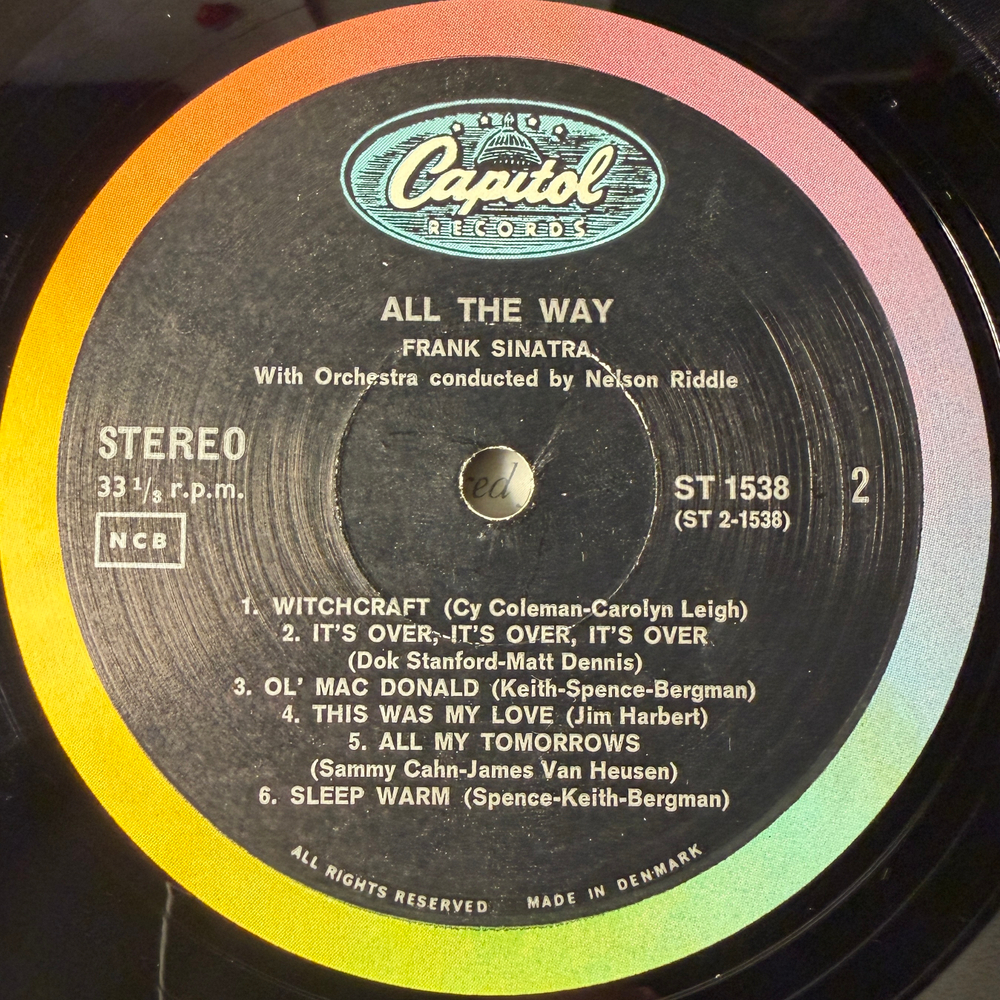 Capitol
RECORDS
ALL THE WAY
FRANK SINATRA
With Orchestra conducted by Nelson Riddle
STEREO
33 1/3 r.p.m.
NCB
ed
ST 1538
(ST 2-1538)
2
1. WITCHCRAFT (Cy Coleman-Carolyn Leigh)
2. IT'S OVER, IT'S OVER, IT'S OVER
(Dok Stanford-Matt Dennis)
3. OL' MAC DONALD (Keith-Spence-Bergman)
4. THIS WAS MY LOVE (Jim Harbert)
5. ALL MY TOMORROWS
(Sammy Cahn-James Van Heusen)
6. SLEEP WARM (Spence-Keith-Bergman)
ALL RIGHTS RESERVED MADE IN DENMARK